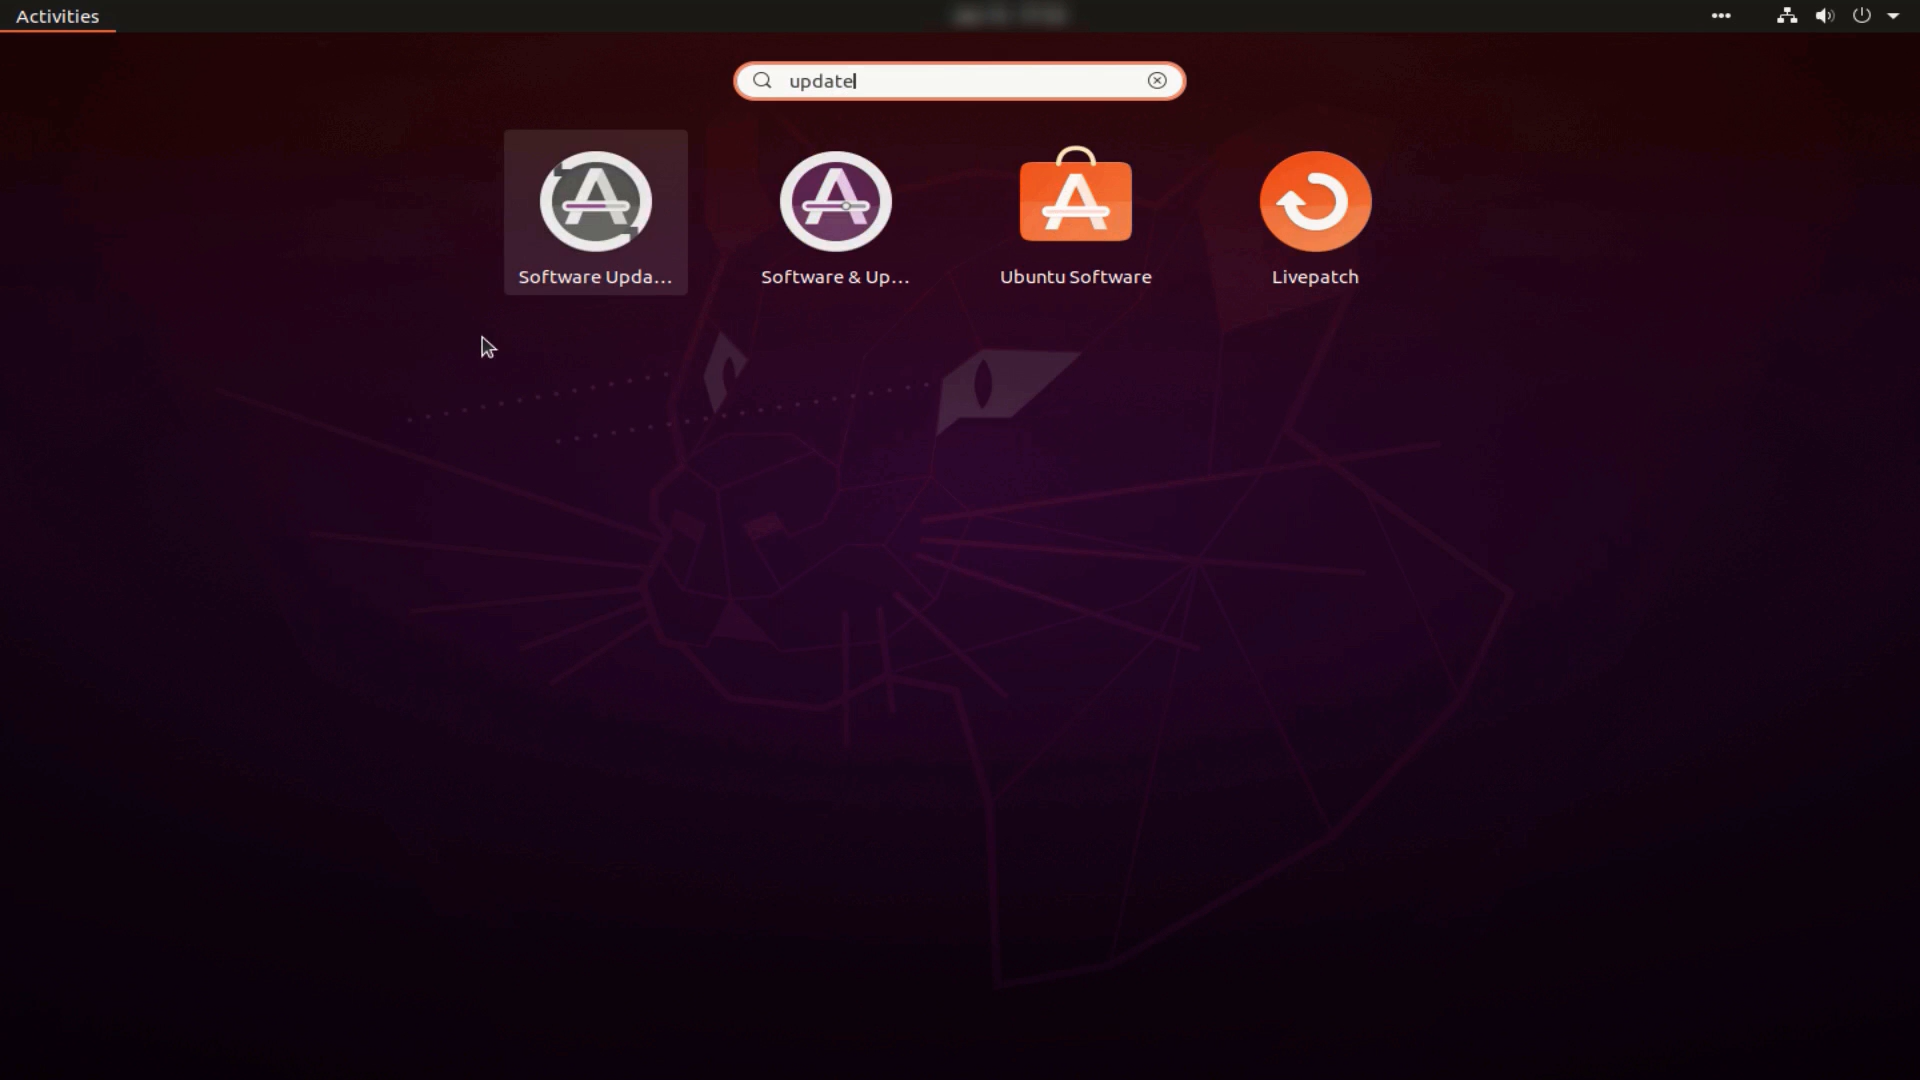 Activities
update
Software Upda...
Software & Up...
Ubuntu Software
Livepatch